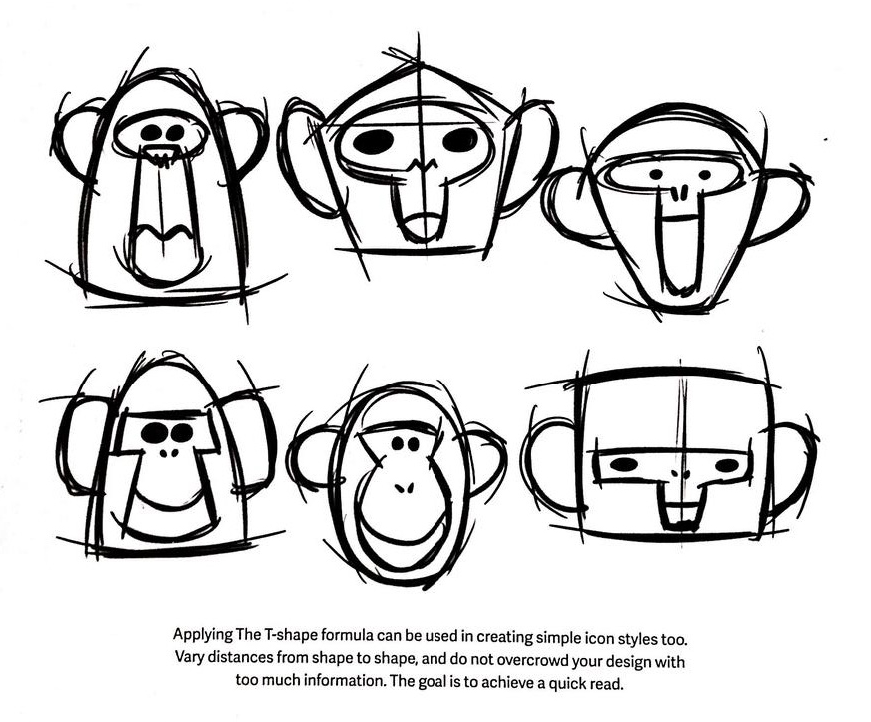 Applying The T-shape formula can be used in creating simple icon styles too.
Vary distances from shape to shape, and do not overcrowd your design with
too much information. The goal is to achieve a quick read.